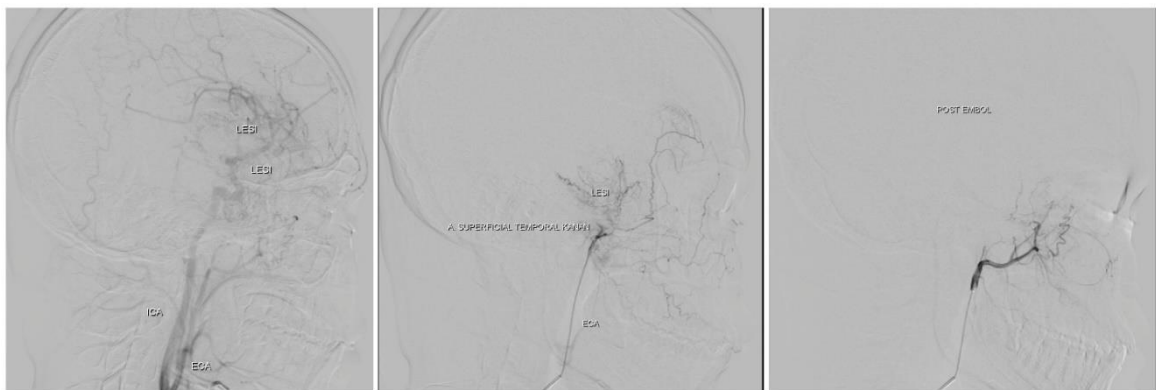 LESI
LESI
ICA
ECA
LESI
A. SUPERFICIAL TEMPORAL KANAN
ECA
POST EMBOL